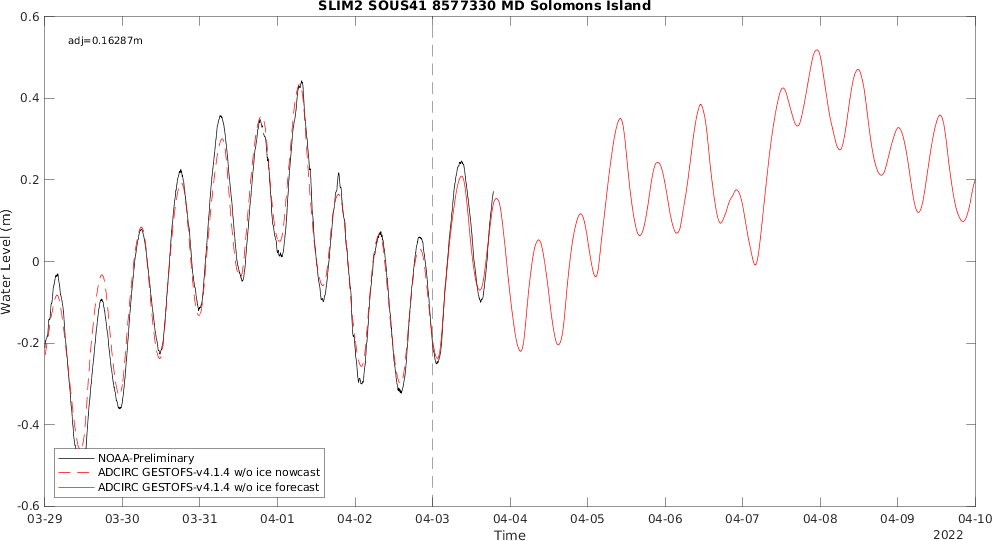 SLIM2 SOUS41 8577330 MD Solomons Island
adj=0.16287m
Water Level (m)
0.6
0.4
0.2
0
-0.2
-0.4
-0.6
NOAA-Preliminary
ADCIRC GESTOFS-v4.1.4 w/o ice nowcast
ADCIRC GESTOFS-v4.1.4 w/o ice forecast
03-29 03-30 03-31 04-01 04-02 04-03 04-04 04-05 04-06 04-07 04-08 04-09 04-10
Time
2022